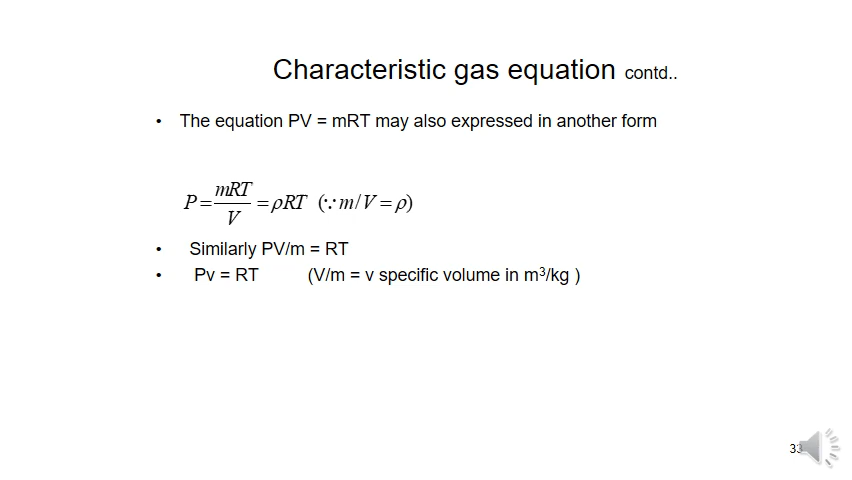 Characteristic gas equation contd..
• The equation PV = mRT may also expressed in another form
P = mRT/V = ρRT (∵ m/V = ρ)
• Similarly PV/m = RT
• Pv = RT (V/m = v specific volume in m³/kg )
33